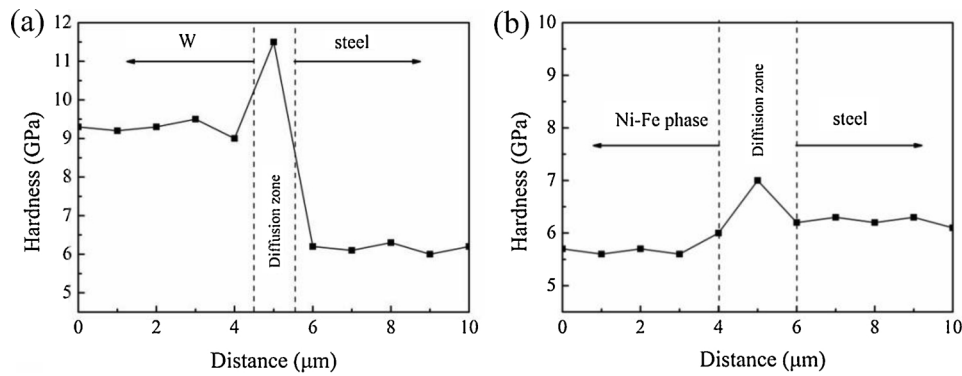 (a)
12
11
10
9
8
7
6
5
Hardness (GPa)
W
steel
Diffusion zone
0 2 4 6 8 10
Distance (μm)
(b)
10
9
8
7
6
5
Hardness (GPa)
Ni-Fe phase
steel
Diffusion zone
0 2 4 6 8 10
Distance (μm)